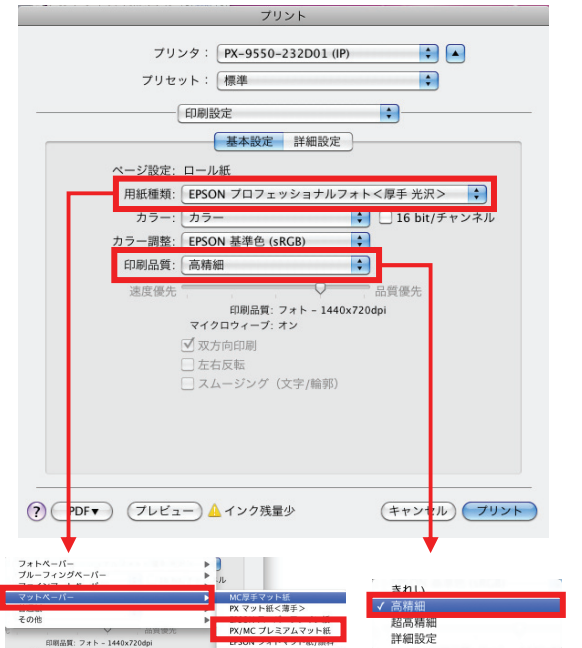 プリント
プリンタ： PX-9550-232D01 (IP)
プリセット： 標準
印刷設定
基本設定 詳細設定
ページ設定: ロール紙
用紙種類: EPSON プロフェッショナルフォト＜厚手 光沢＞
カラー: カラー 16 bit/チャンネル
カラー調整: EPSON 基準色 (sRGB)
印刷品質: 高精細
速度優先 品質優先
印刷品質: フォト – 1440x720dpi
マイクロウィーブ: オン
双方向印刷
左右反転
スムージング（文字/輪郭）
? PDF▼ プレビュー インク残量少 キャンセル プリント
フォトペーパー
プルーフィングペーパー
マットペーパー
その他
品質優先
印刷品質: フォト – 1440x720dpi
ル
MC厚手マット紙
PX マット紙＜薄手＞
PX/MC プレミアムマット紙
きれい
✓ 高精細
超高精細
詳細設定